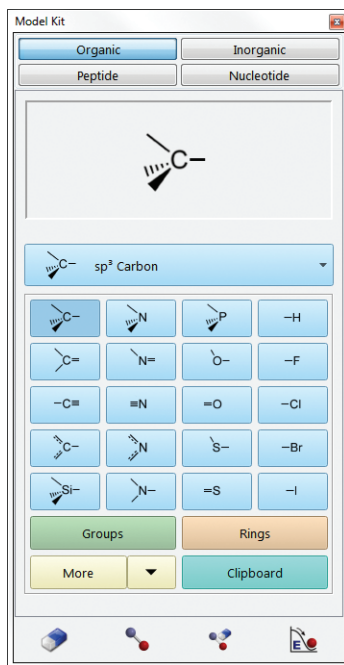 Model Kit
Organic Inorganic
Peptide Nucleotide
C–
C– sp³ Carbon
C– N P –H
C= N= O– –F
–C≡ ≡N =O –Cl
C– N S– –Br
Si– N– =S –I
Groups Rings
More Clipboard
E